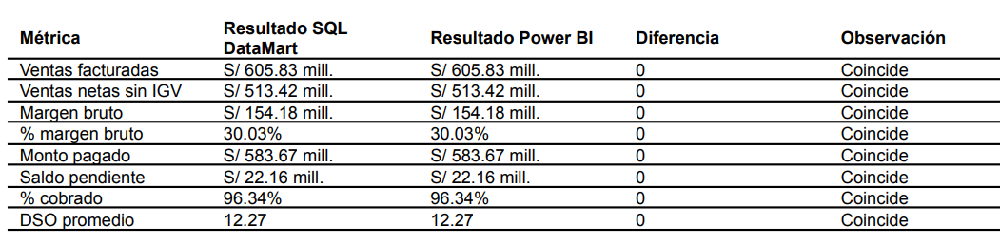 Métrica Resultado SQL DataMart Resultado Power BI Diferencia Observación
Ventas facturadas S/ 605.83 mill. S/ 605.83 mill. 0 Coincide
Ventas netas sin IGV S/ 513.42 mill. S/ 513.42 mill. 0 Coincide
Margen bruto S/ 154.18 mill. S/ 154.18 mill. 0 Coincide
% margen bruto 30.03% 30.03% 0 Coincide
Monto pagado S/ 583.67 mill. S/ 583.67 mill. 0 Coincide
Saldo pendiente S/ 22.16 mill. S/ 22.16 mill. 0 Coincide
% cobrado 96.34% 96.34% 0 Coincide
DSO promedio 12.27 12.27 0 Coincide